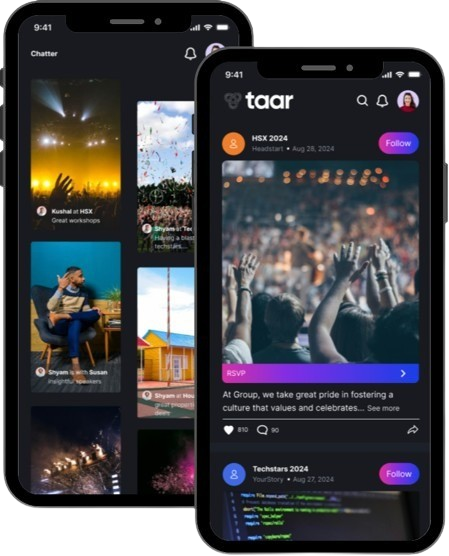 9:41
Chatter
Kushal at HSX
Great workshops
Shyam at Tec
Having a blast
techstars...
Shyam is with Susan
Insightful speakers
Shyam at Hou
great properti
deals
9:41
taar
HSX 2024
Headstart • Aug 28, 2024
Follow
RSVP
At Group, we take great pride in fostering a
culture that values and celebrates... See more
810 90
Techstars 2024
YourStory • Aug 27, 2024
Follow